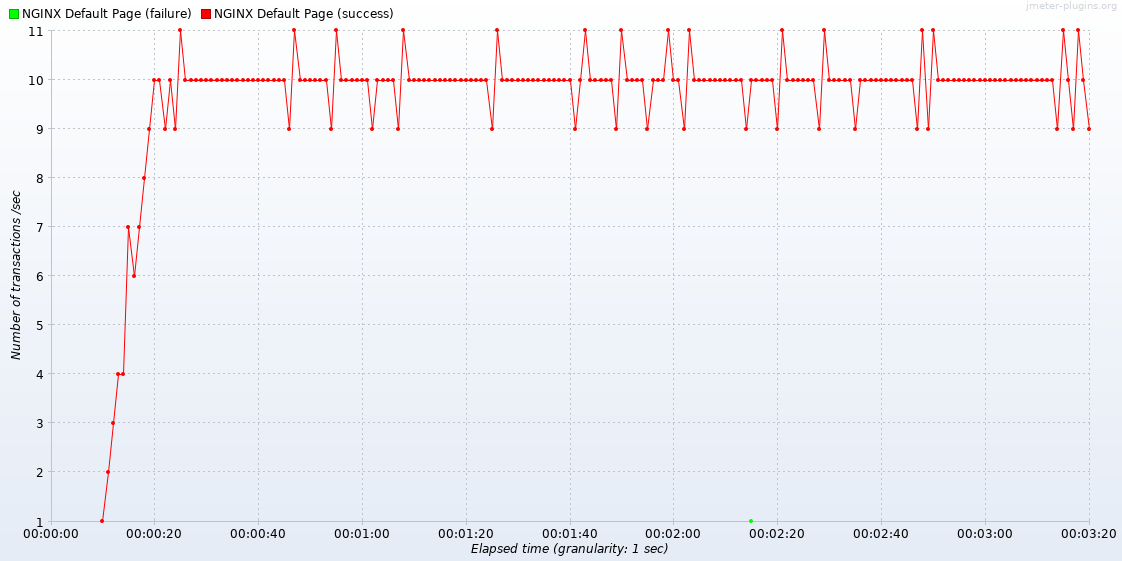 jmeter-plugins.org
NGINX Default Page (failure) NGINX Default Page (success)
11
10
9
8
7
6
5
4
3
2
1
Number of transactions /sec
00:00:00 00:00:20 00:00:40 00:01:00 00:01:20 00:01:40 00:02:00 00:02:20 00:02:40 00:03:00 00:03:20
Elapsed time (granularity: 1 sec)